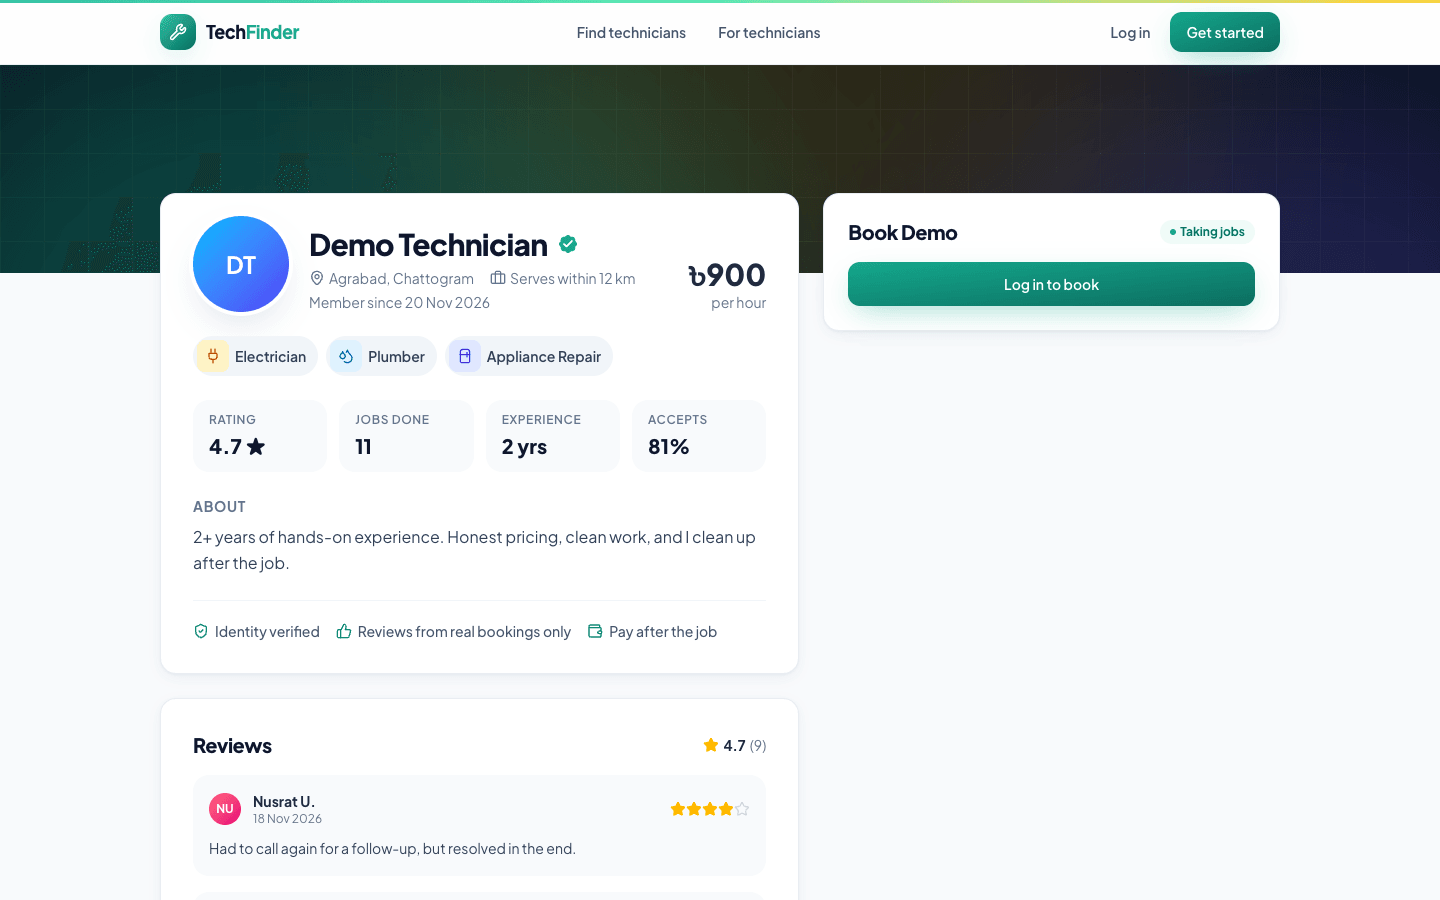 TechFinder
Find technicians
For technicians
Log in
Get started
DT
Demo Technician
Agrabad, Chattogram
Serves within 12 km
Member since 20 Nov 2026
৳900
per hour
Electrician
Plumber
Appliance Repair
RATING
4.7 ★
JOBS DONE
11
EXPERIENCE
2 yrs
ACCEPTS
81%
ABOUT
2+ years of hands-on experience. Honest pricing, clean work, and I clean up
after the job.
Identity verified
Reviews from real bookings only
Pay after the job
Book Demo
Taking jobs
Log in to book
Reviews
4.7 (9)
NU
Nusrat U.
18 Nov 2026
Had to call again for a follow-up, but resolved in the end.